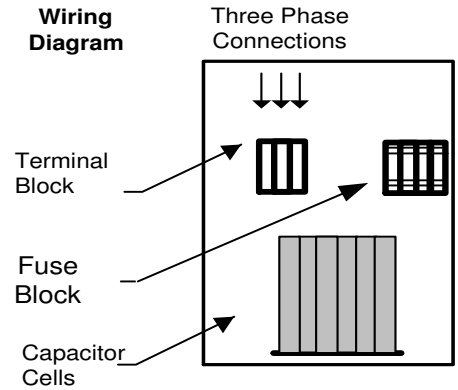 Wiring
Diagram
Three Phase
Connections
Terminal
Block
Fuse
Block
Capacitor
Cells